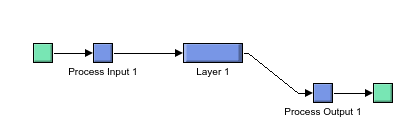 Process Input 1
Layer 1
Process Output 1